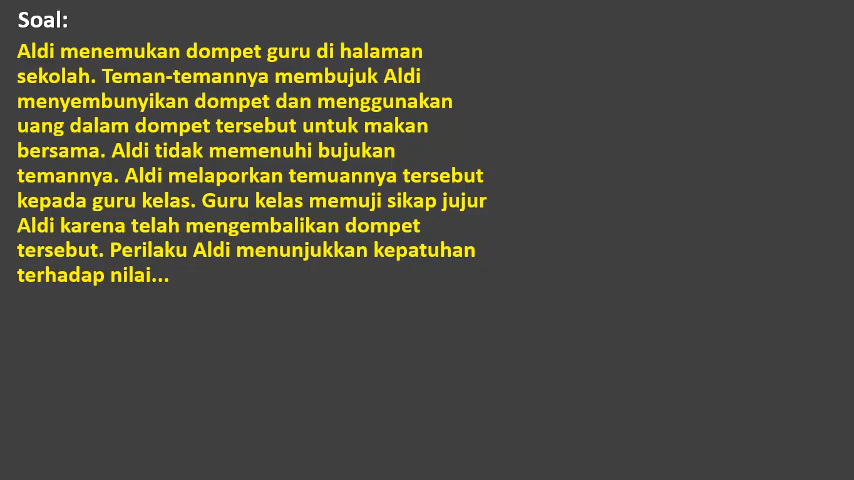 Soal:
Aldi menemukan dompet guru di halaman
sekolah. Teman-temannya membujuk Aldi
menyembunyikan dompet dan menggunakan
uang dalam dompet tersebut untuk makan
bersama. Aldi tidak memenuhi bujukan
temannya. Aldi melaporkan temuannya tersebut
kepada guru kelas. Guru kelas memuji sikap jujur
Aldi karena telah mengembalikan dompet
tersebut. Perilaku Aldi menunjukkan kepatuhan
terhadap nilai...